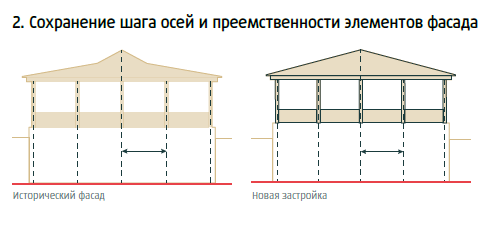 2. Сохранение шага осей и преемственности элементов фасада
Исторический фасад
Новая застройка